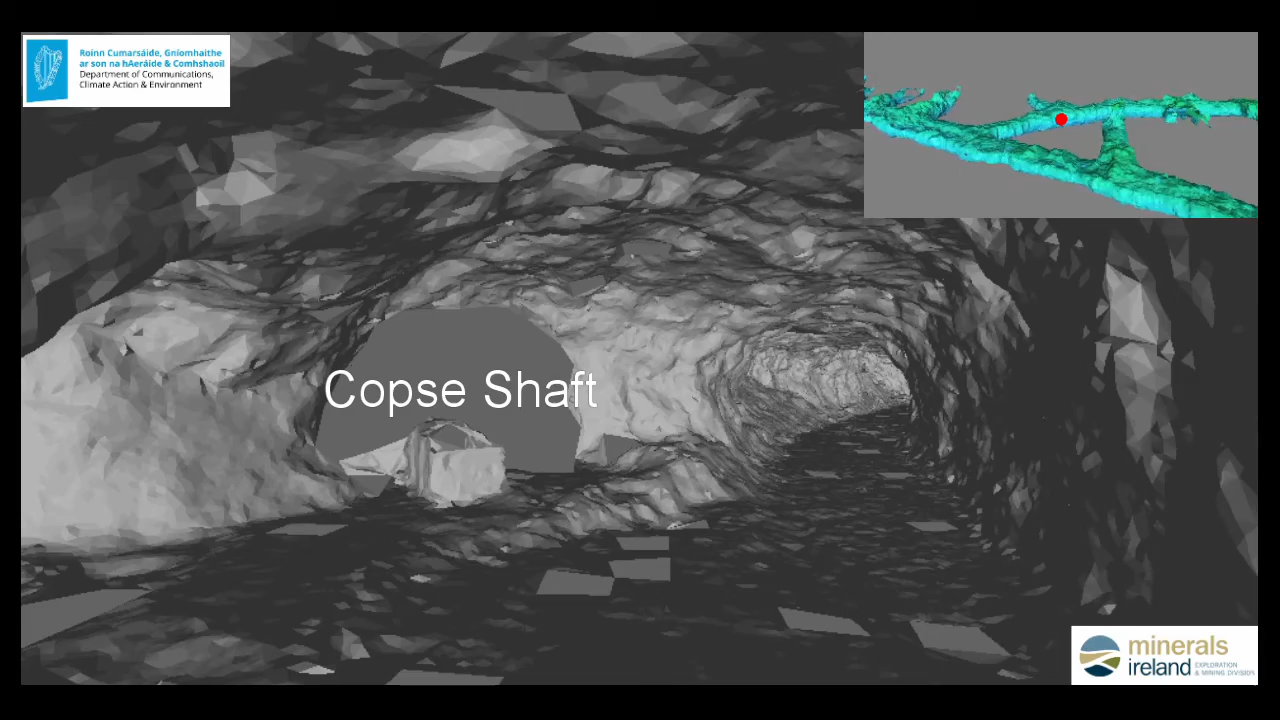 Roinn Cumarsáide, Gníomhaithe
ar son na hAeráide & Comhshaoil
Department of Communications,
Climate Action & Environment
Copse Shaft
minerals
ireland
EXPLORATION
& MINING DIVISION